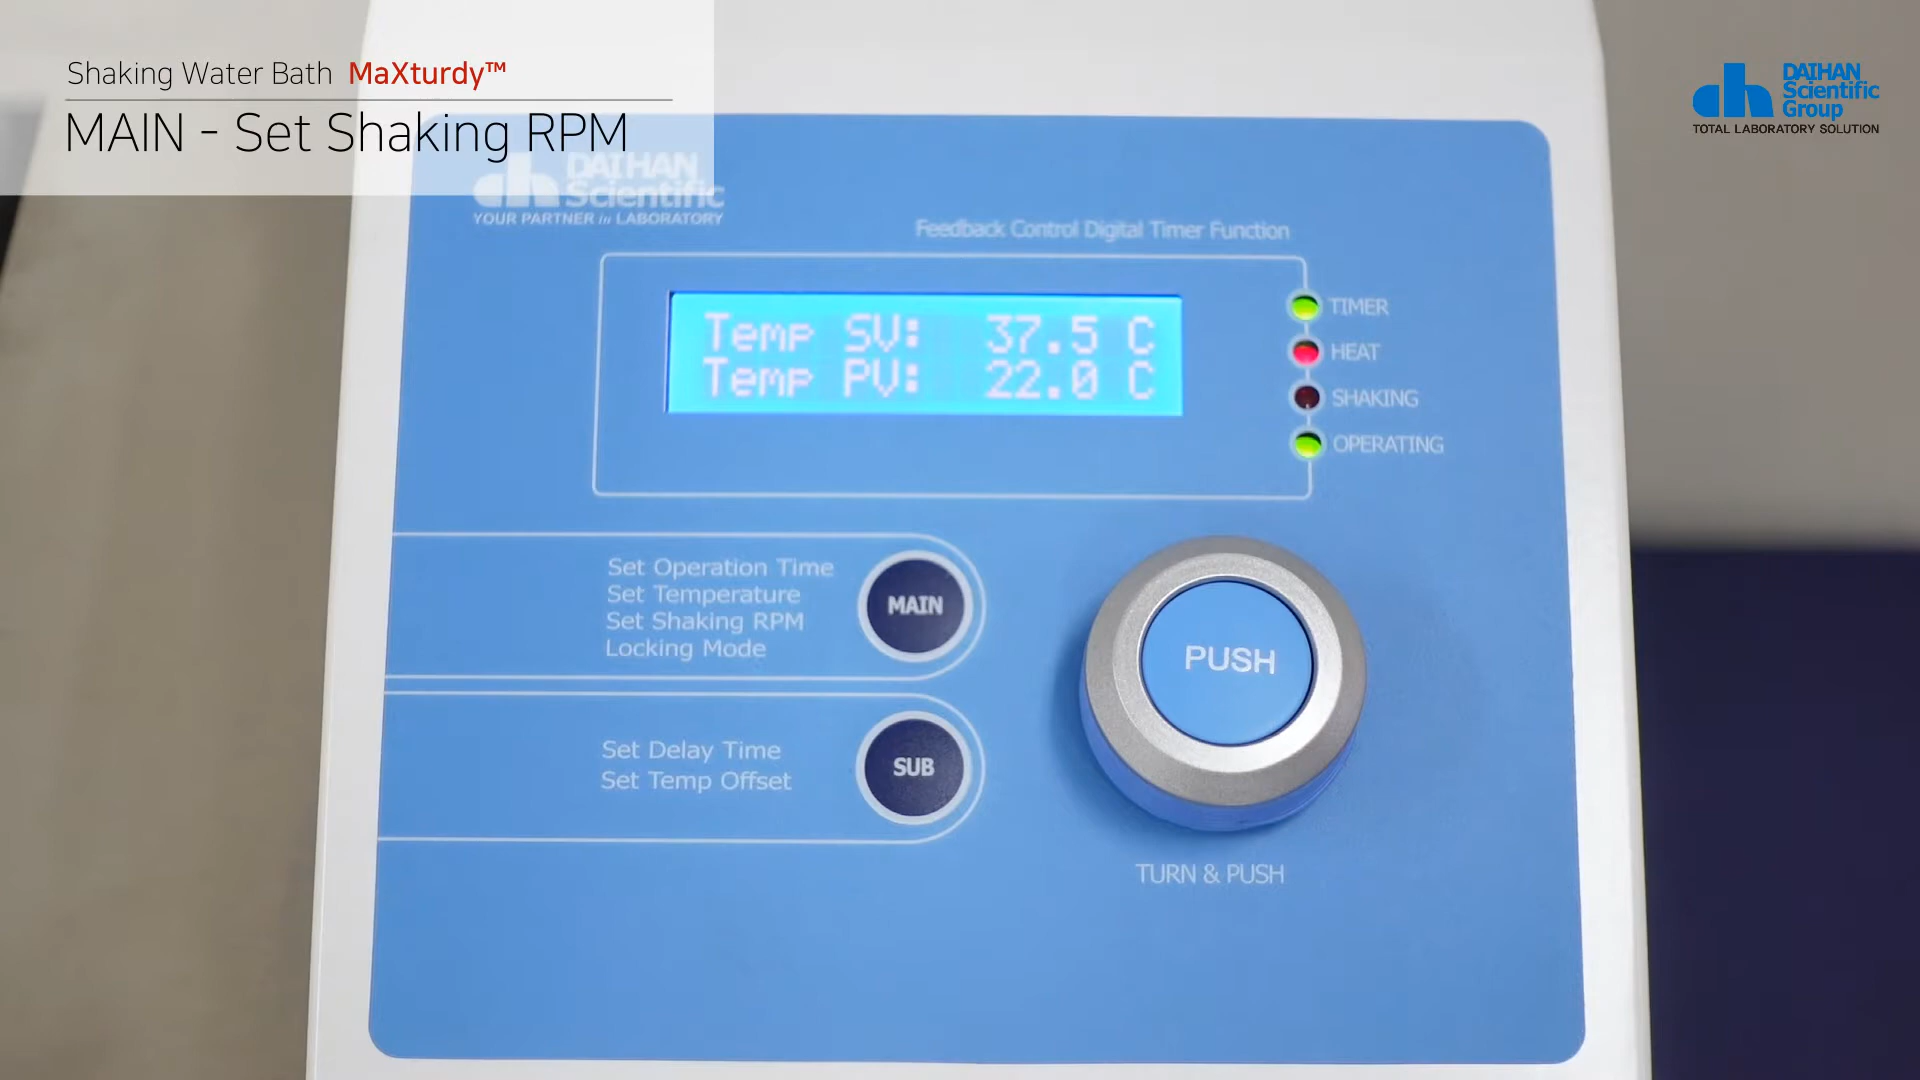 Shaking Water Bath MaXturdy™
MAIN - Set Shaking RPM
DAIHAN
Scientific
Group
TOTAL LABORATORY SOLUTION
DAIHAN
Scientific
YOUR PARTNER in LABORATORY
Feedback Control Digital Timer Function
Temp SV: 37.5 C
Temp PV: 22.0 C
TIMER
HEAT
SHAKING
OPERATING
Set Operation Time
Set Temperature
Set Shaking RPM
Locking Mode
MAIN
Set Delay Time
Set Temp Offset
SUB
PUSH
TURN & PUSH